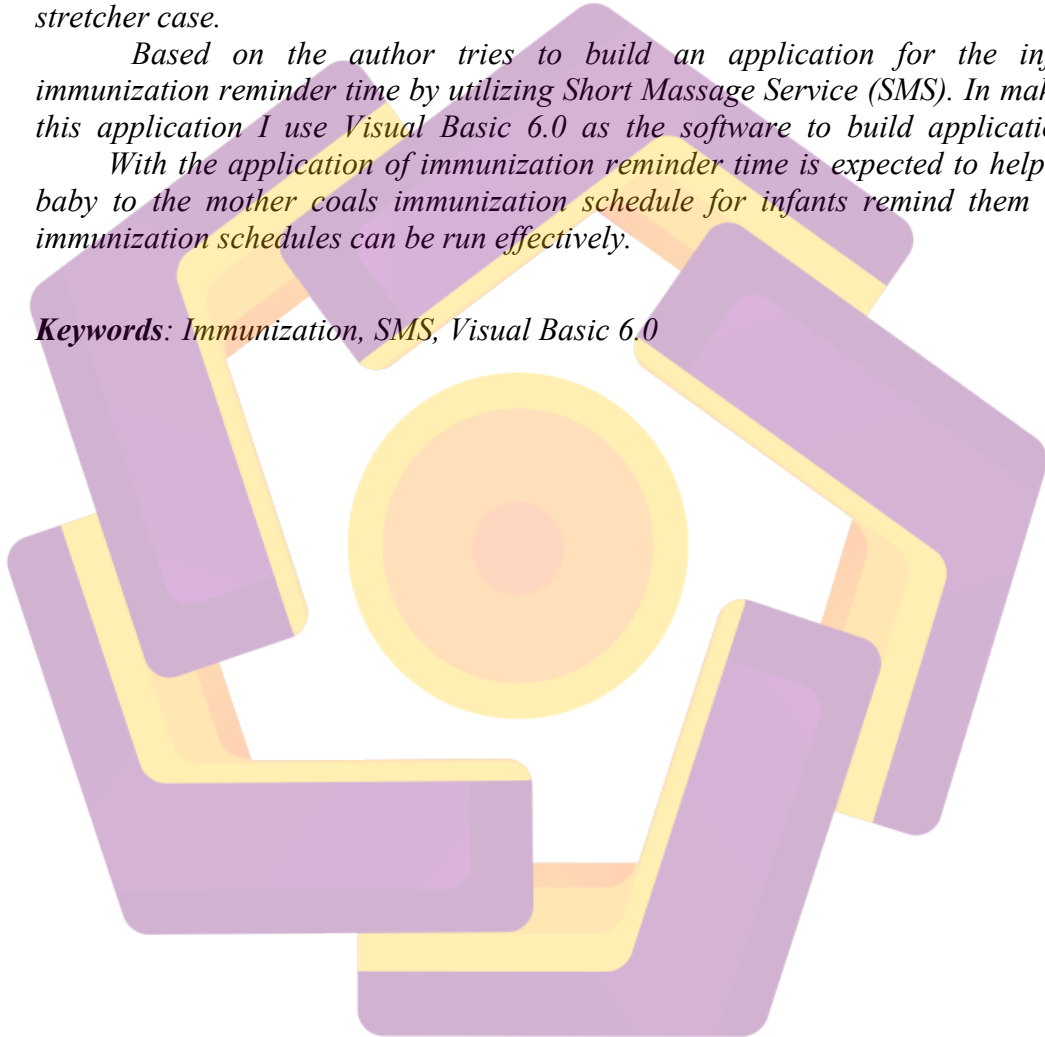 stretcher case.
Based on the author tries to build an application for the inf
immunization reminder time by utilizing Short Massage Service (SMS). In mak
this application I use Visual Basic 6.0 as the software to build applicatio
With the application of immunization reminder time is expected to help
baby to the mother coals immunization schedule for infants remind them
immunization schedules can be run effectively.
Keywords: Immunization, SMS, Visual Basic 6.0